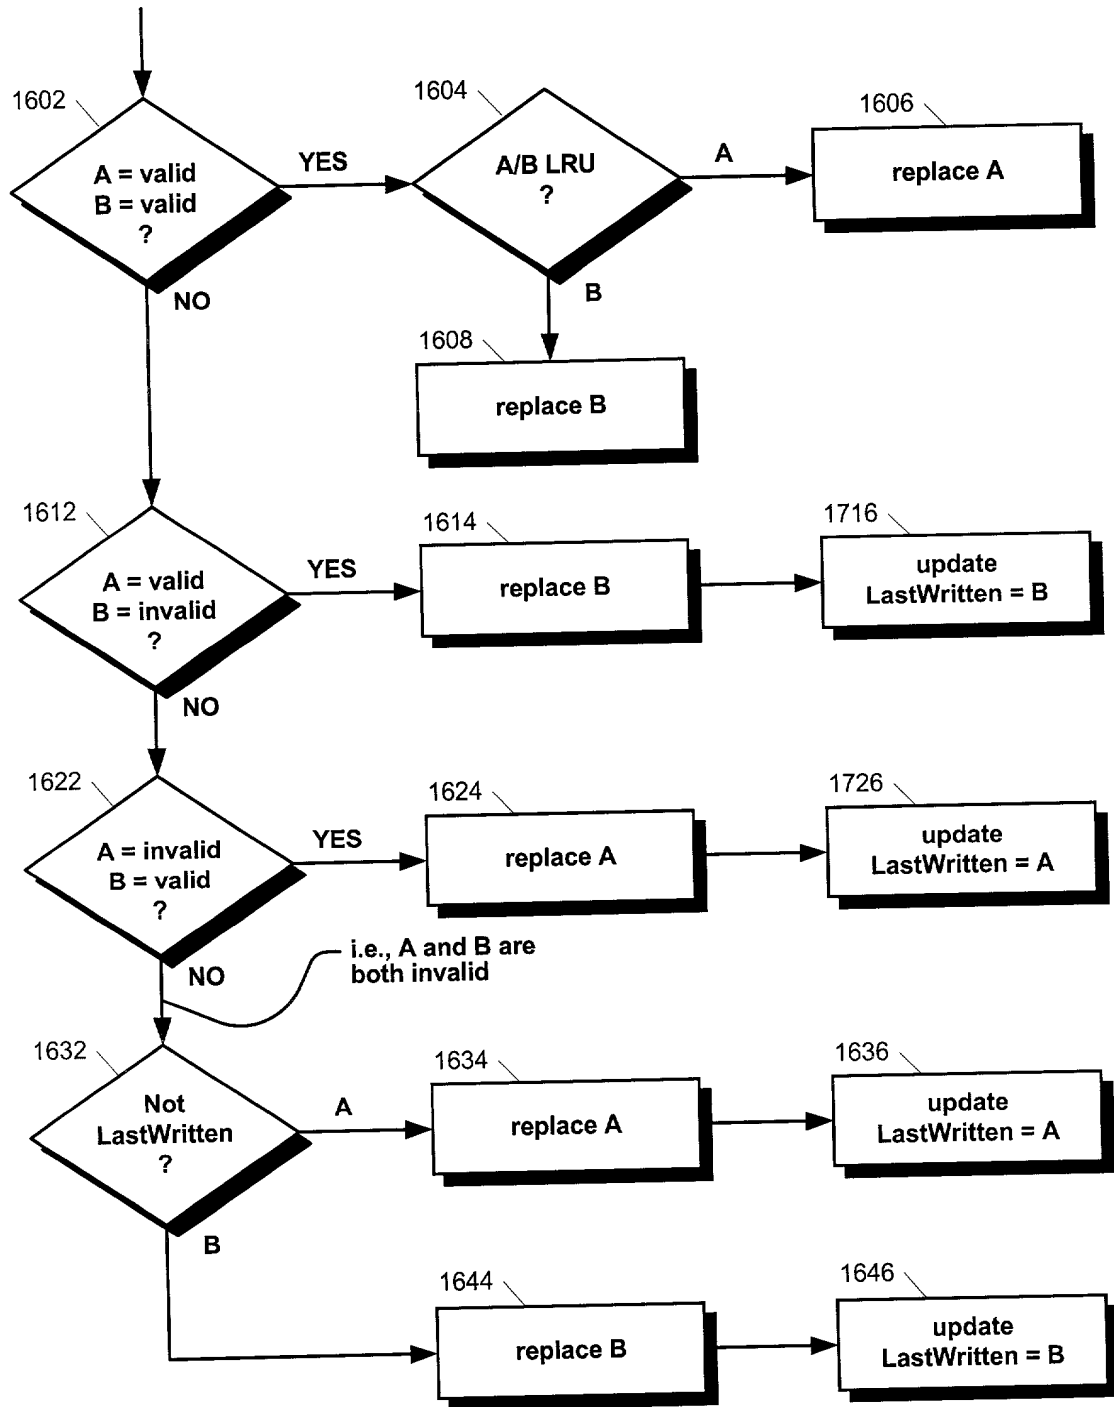 1602
A = valid
B = valid
?
YES
NO
1604
A/B LRU
?
A
B
1606
replace A
1608
replace B
1612
A = valid
B = invalid
?
YES
NO
1614
replace B
1716
update
LastWritten = B
1622
A = invalid
B = valid
?
YES
NO
1624
replace A
1726
update
LastWritten = A
i.e., A and B are
both invalid
1632
Not
LastWritten
?
A
B
1634
replace A
1636
update
LastWritten = A
1644
replace B
1646
update
LastWritten = B